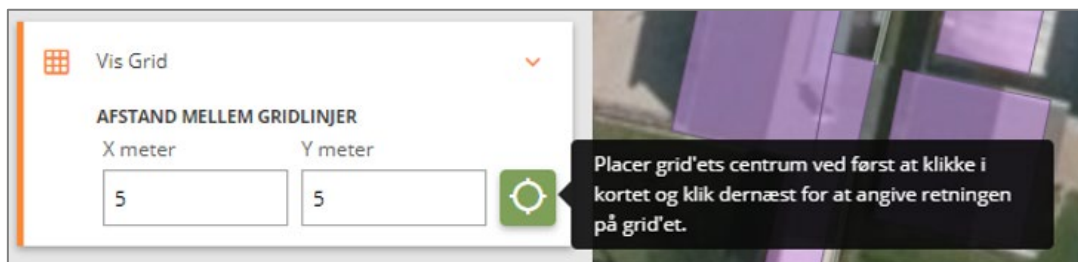 Vis Grid
AFSTAND MELLEM GRIDLINJER
X meter
Y meter
5
5
Placer grid'ets centrum ved først at klikke i
kortet og klik dernæst for at angive retningen
på grid'et.